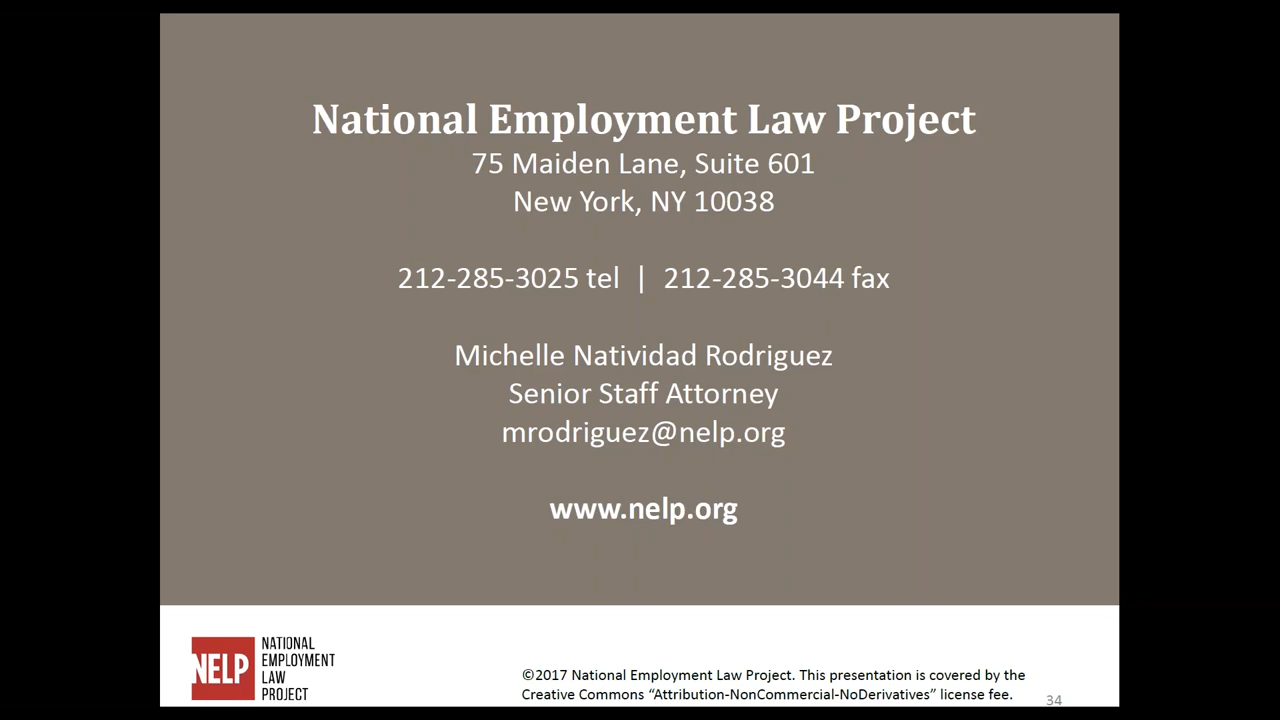 National Employment Law Project
75 Maiden Lane, Suite 601
New York, NY 10038
212-285-3025 tel | 212-285-3044 fax
Michelle Natividad Rodriguez
Senior Staff Attorney
mrodriguez@nelp.org
www.nelp.org
NELP
NATIONAL
EMPLOYMENT
LAW
PROJECT
©2017 National Employment Law Project. This presentation is covered by the
Creative Commons “Attribution-NonCommercial-NoDerivatives” license fee.
34